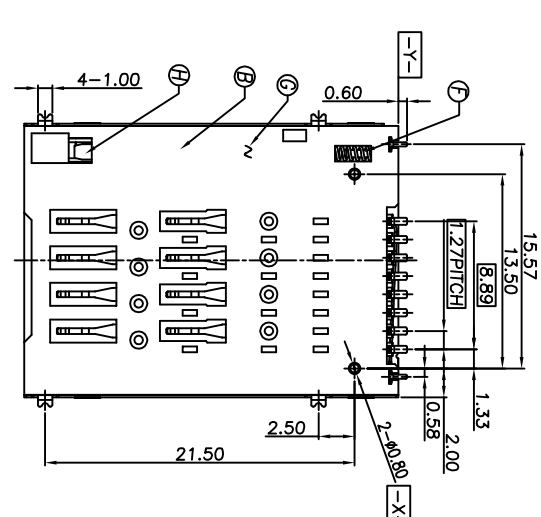 -Y-
4-1.00
H
B
G
0.60
F
15.57
13.50
8.89
1.27PITCH
1.33
2.00
0.58
2-ø0.80
2.50
21.50
-X-